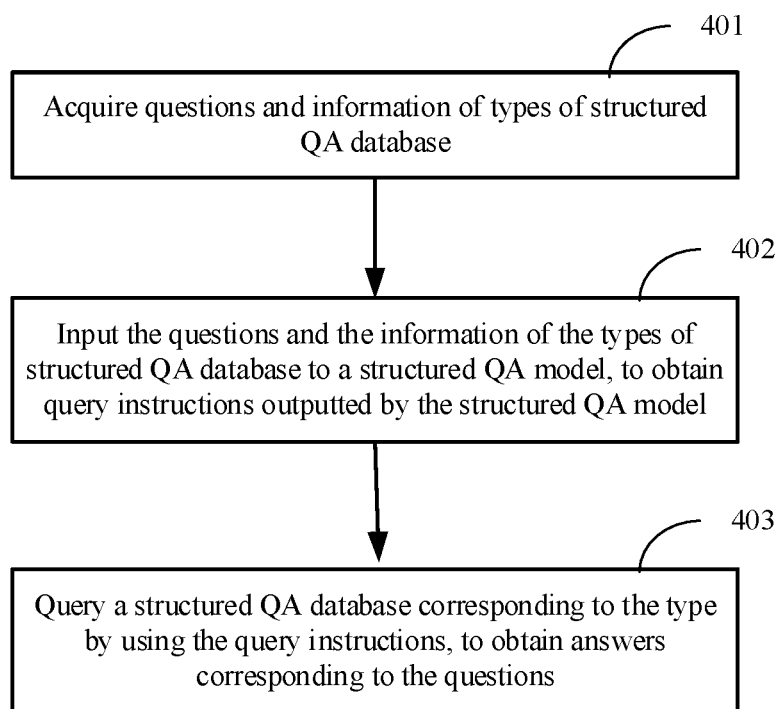 401
Acquire questions and information of types of structured
QA database
402
Input the questions and the information of the types of
structured QA database to a structured QA model, to obtain
query instructions outputted by the structured QA model
403
Query a structured QA database corresponding to the type
by using the query instructions, to obtain answers
corresponding to the questions